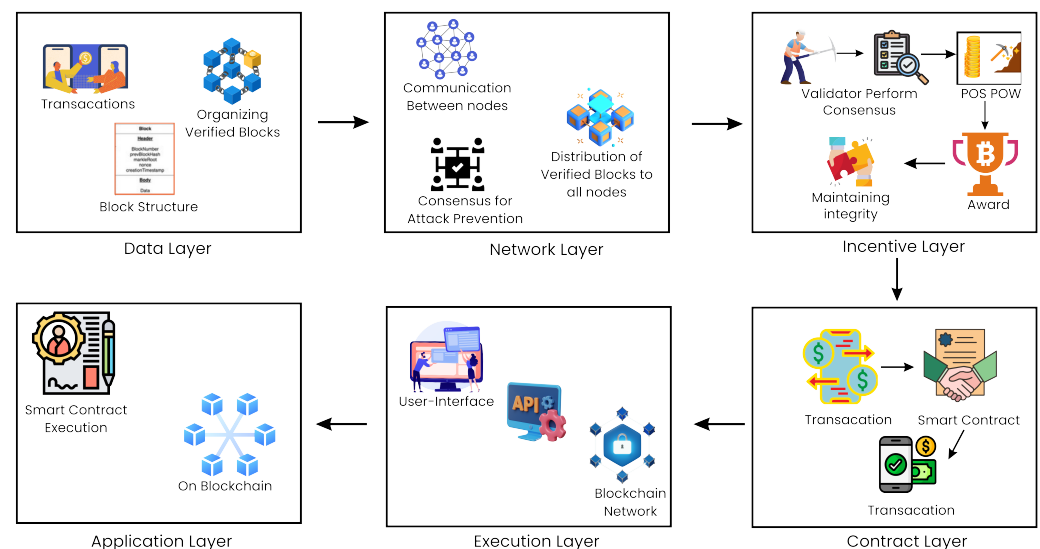 Transacations
Organizing
Verified Blocks
Block
Header
BlockNumber
prevBlockHash
merkleRoot
nonce
creationTimestamp
Body
Data
Block Structure
Data Layer
Communication
Between nodes
Distribution of
Verified Blocks to
all nodes
Consensus for
Attack Prevention
Network Layer
Validator Perform
Consensus
POS POW
Award
Maintaining
integrity
Incentive Layer
Smart Contract
Execution
On Blockchain
Application Layer
User-Interface
API
Blockchain
Network
Execution Layer
Transacation
Smart Contract
Transacation
Contract Layer